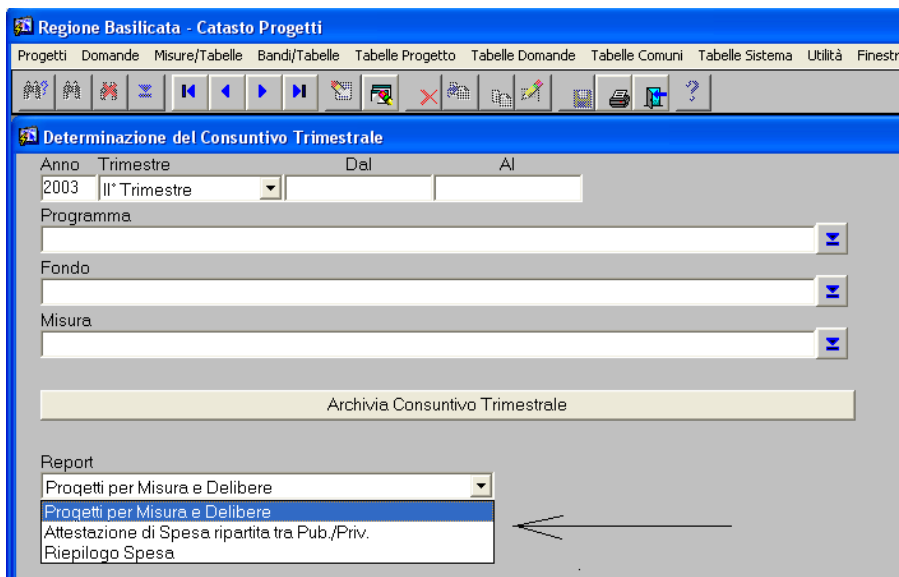 Regione Basilicata - Catasto Progetti
Progetti Domande Misure/Tabelle Bandi/Tabelle Tabelle Progetto Tabelle Domande Tabelle Comuni Tabelle Sistema Utilità Finestr
Determinazione del Consuntivo Trimestrale
Anno Trimestre Dal Al
2003 II° Trimestre
Programma
Fondo
Misura
Archivia Consuntivo Trimestrale
Report
Progetti per Misura e Delibere
Progetti per Misura e Delibere
Attestazione di Spesa ripartita tra Pub./Priv.
Riepilogo Spesa